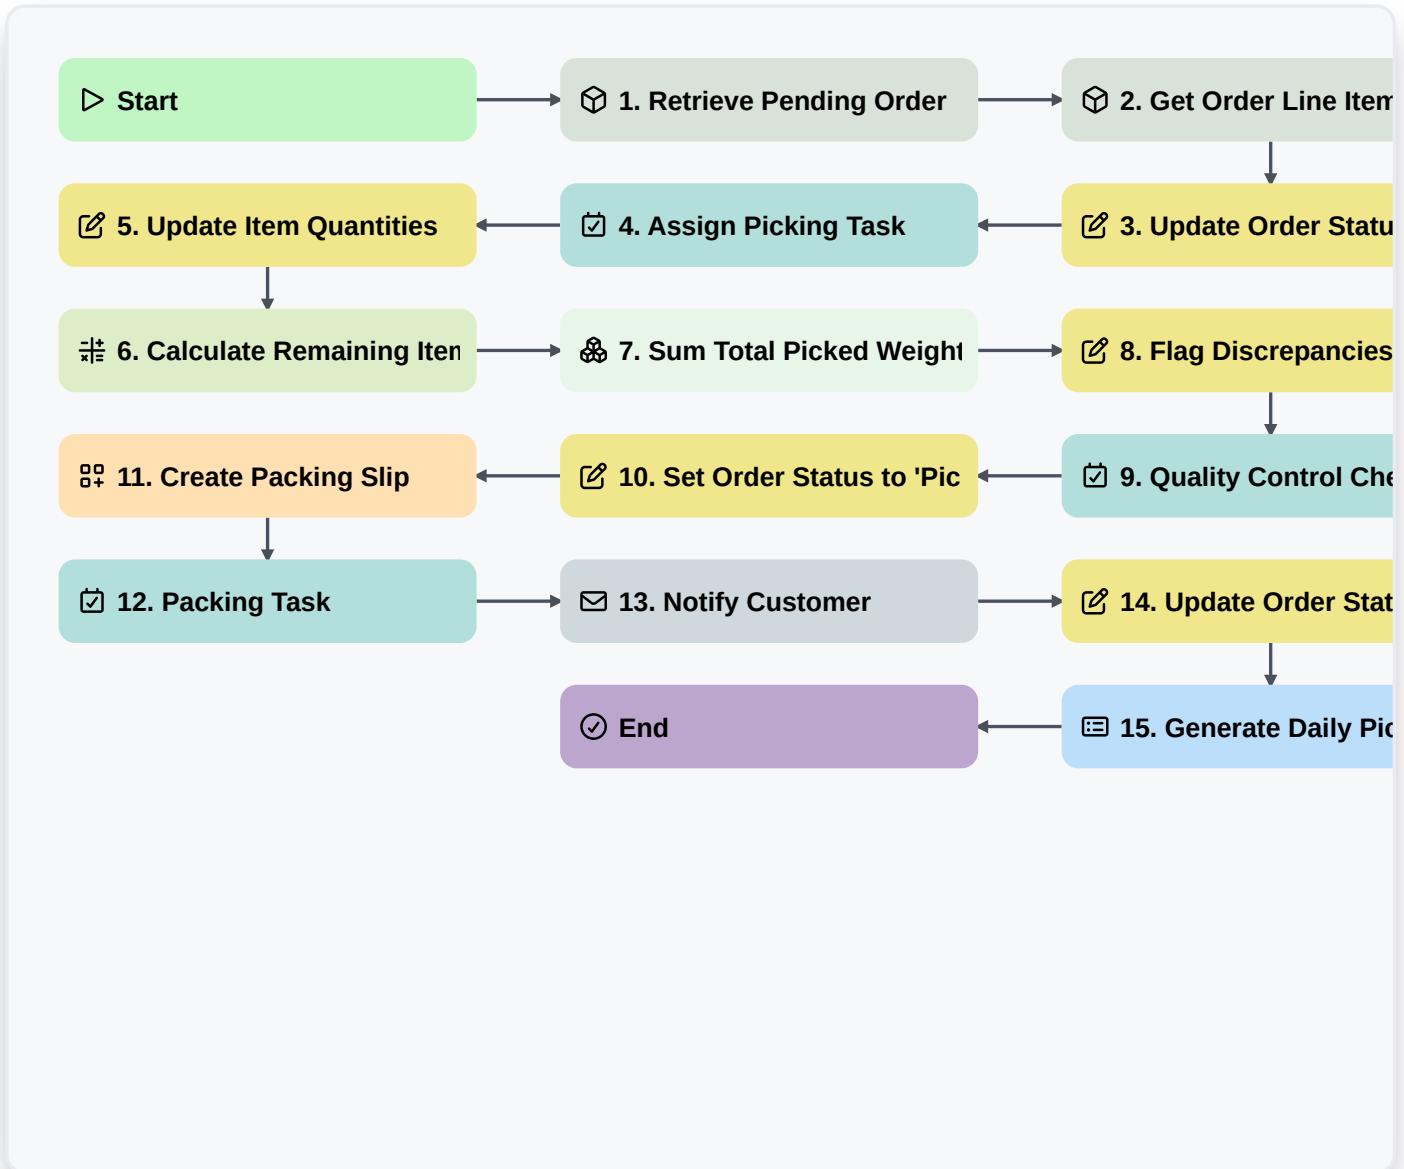 Start
1. Retrieve Pending Order
2. Get Order Line Item
5. Update Item Quantities
4. Assign Picking Task
3. Update Order Statu
6. Calculate Remaining Iten
7. Sum Total Picked Weight
8. Flag Discrepancies
11. Create Packing Slip
10. Set Order Status to 'Pic
9. Quality Control Che
12. Packing Task
13. Notify Customer
14. Update Order Stat
End
15. Generate Daily Pic